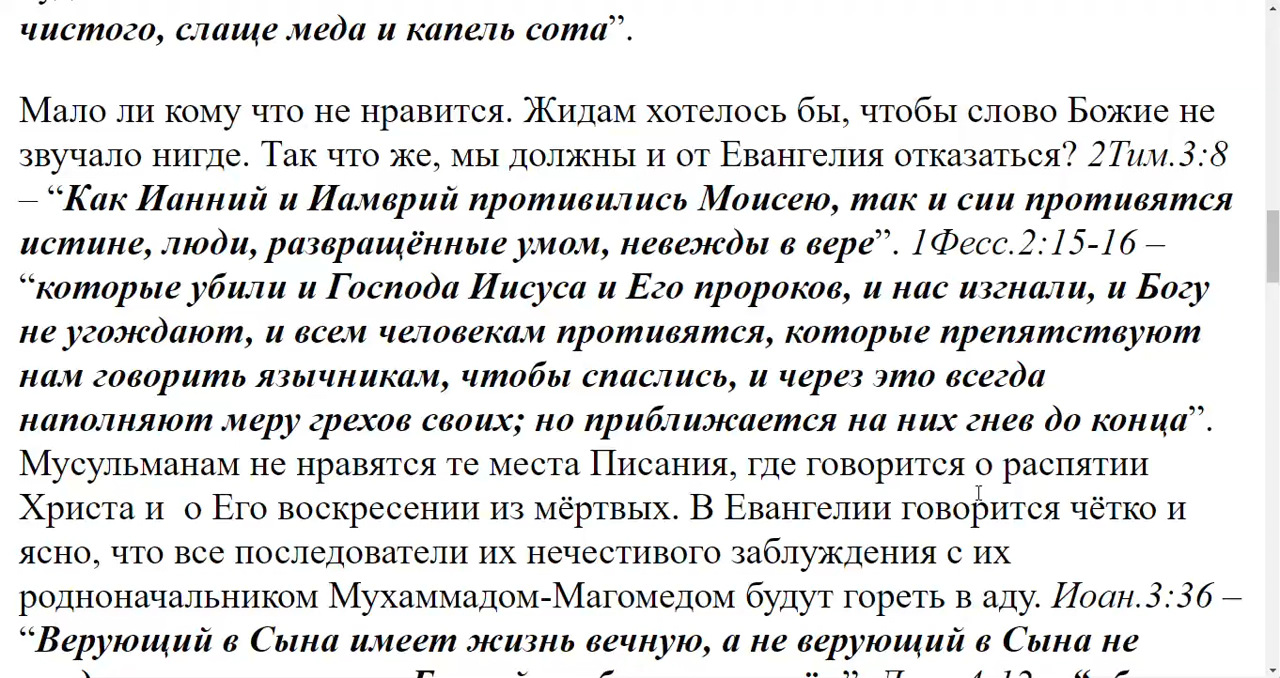 чистого, слаще меда и капель сота”.
Мало ли кому что не нравится. Жидам хотелось бы, чтобы слово Божие не
звучало нигде. Так что же, мы должны и от Евангелия отказаться? 2Тим.3:8
– “Как Ианний и Иамврий противились Моисею, так и сии противятся
истине, люди, развращённые умом, невежды в вере”. 1Фесс.2:15-16 –
“которые убили и Господа Иисуса и Его пророков, и нас изгнали, и Богу
не угождают, и всем человекам противятся, которые препятствуют
нам говорить язычникам, чтобы спаслись, и через это всегда
наполняют меру грехов своих; но приближается на них гнев до конца”.
Мусульманам не нравятся те места Писания, где говорится о распятии
Христа и  о Его воскресении из мёртвых. В Евангелии говорится чётко и
ясно, что все последователи их нечестивого заблуждения с их
родноначальником Мухаммадом-Магомедом будут гореть в аду. Иоан.3:36 –
“Верующий в Сына имеет жизнь вечную, а не верующий в Сына не